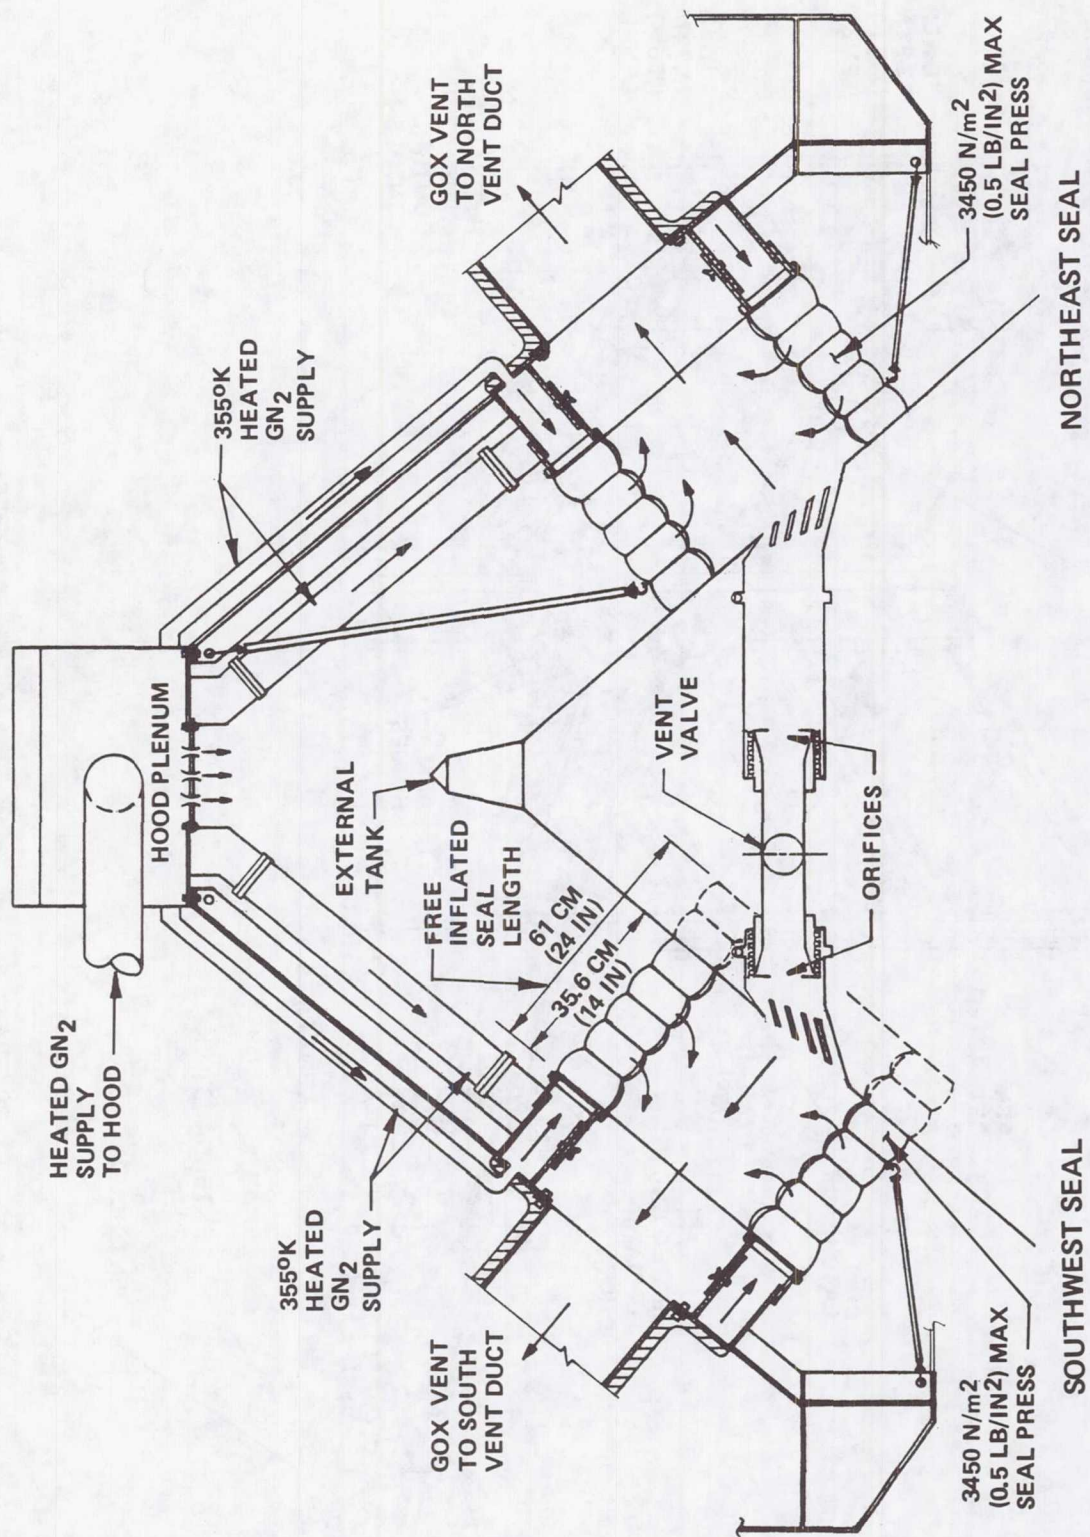 HEATED GN2
SUPPLY
TO HOOD
HOOD PLENUM
355°K
HEATED
GN2
SUPPLY
355°K
HEATED
GN2
SUPPLY
GOX VENT
TO SOUTH
VENT DUCT
GOX VENT
TO NORTH
VENT DUCT
EXTERNAL
TANK
FREE
INFLATED
SEAL
LENGTH
61 CM
(24 IN)
35.6 CM
(14 IN)
VENT
VALVE
ORIFICES
3450 N/m2
(0.5 LB/IN2) MAX
SEAL PRESS
3450 N/m2
(0.5 LB/IN2) MAX
SEAL PRESS
SOUTHWEST SEAL
NORTHEAST SEAL